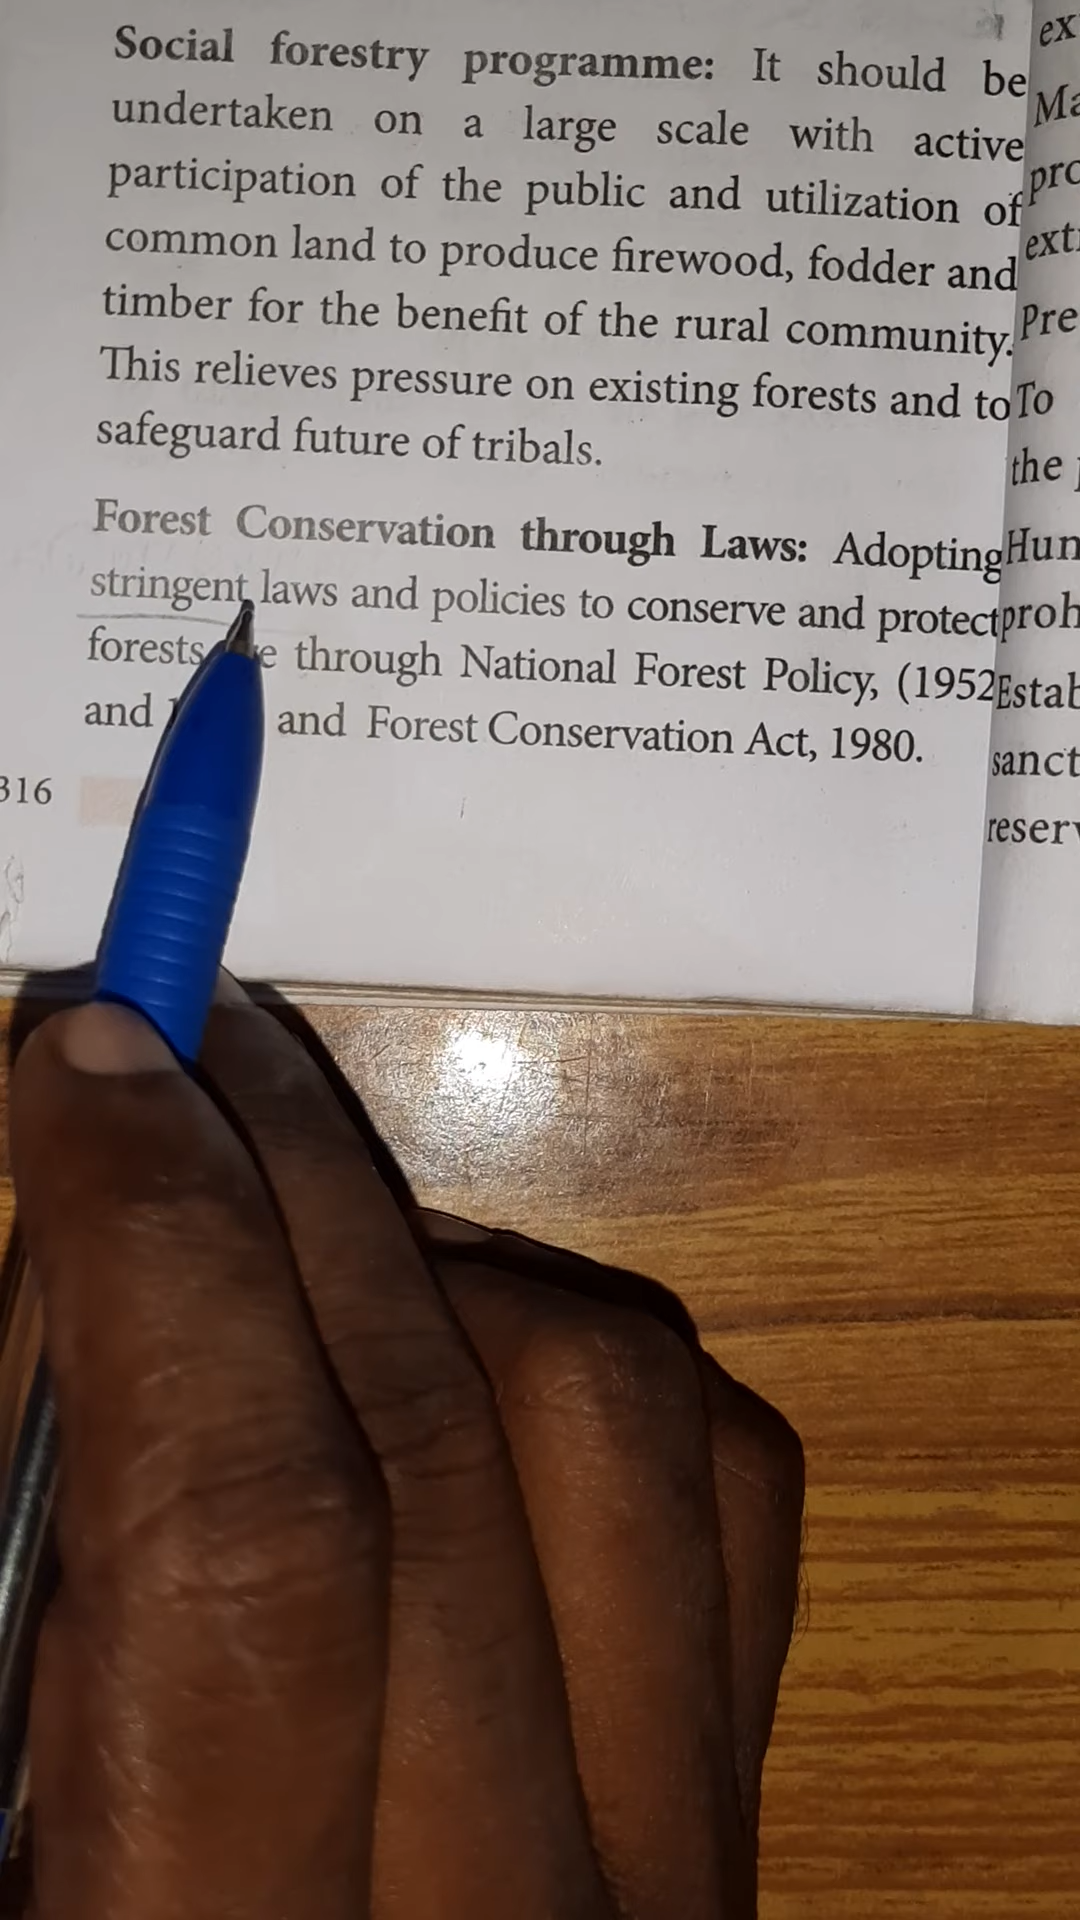 Social forestry programme: It should be
undertaken on a large scale with active
participation of the public and utilization of
common land to produce firewood, fodder and
timber for the benefit of the rural community.
This relieves pressure on existing forests and to
safeguard future of tribals.
Forest Conservation through Laws: Adopting
stringent laws and policies to conserve and protect
forests through National Forest Policy, (1952
and and Forest Conservation Act, 1980.
316
ex
Ma
pro
ext
Pre
To
the
Hun
proh
Estab
sanct
reserv